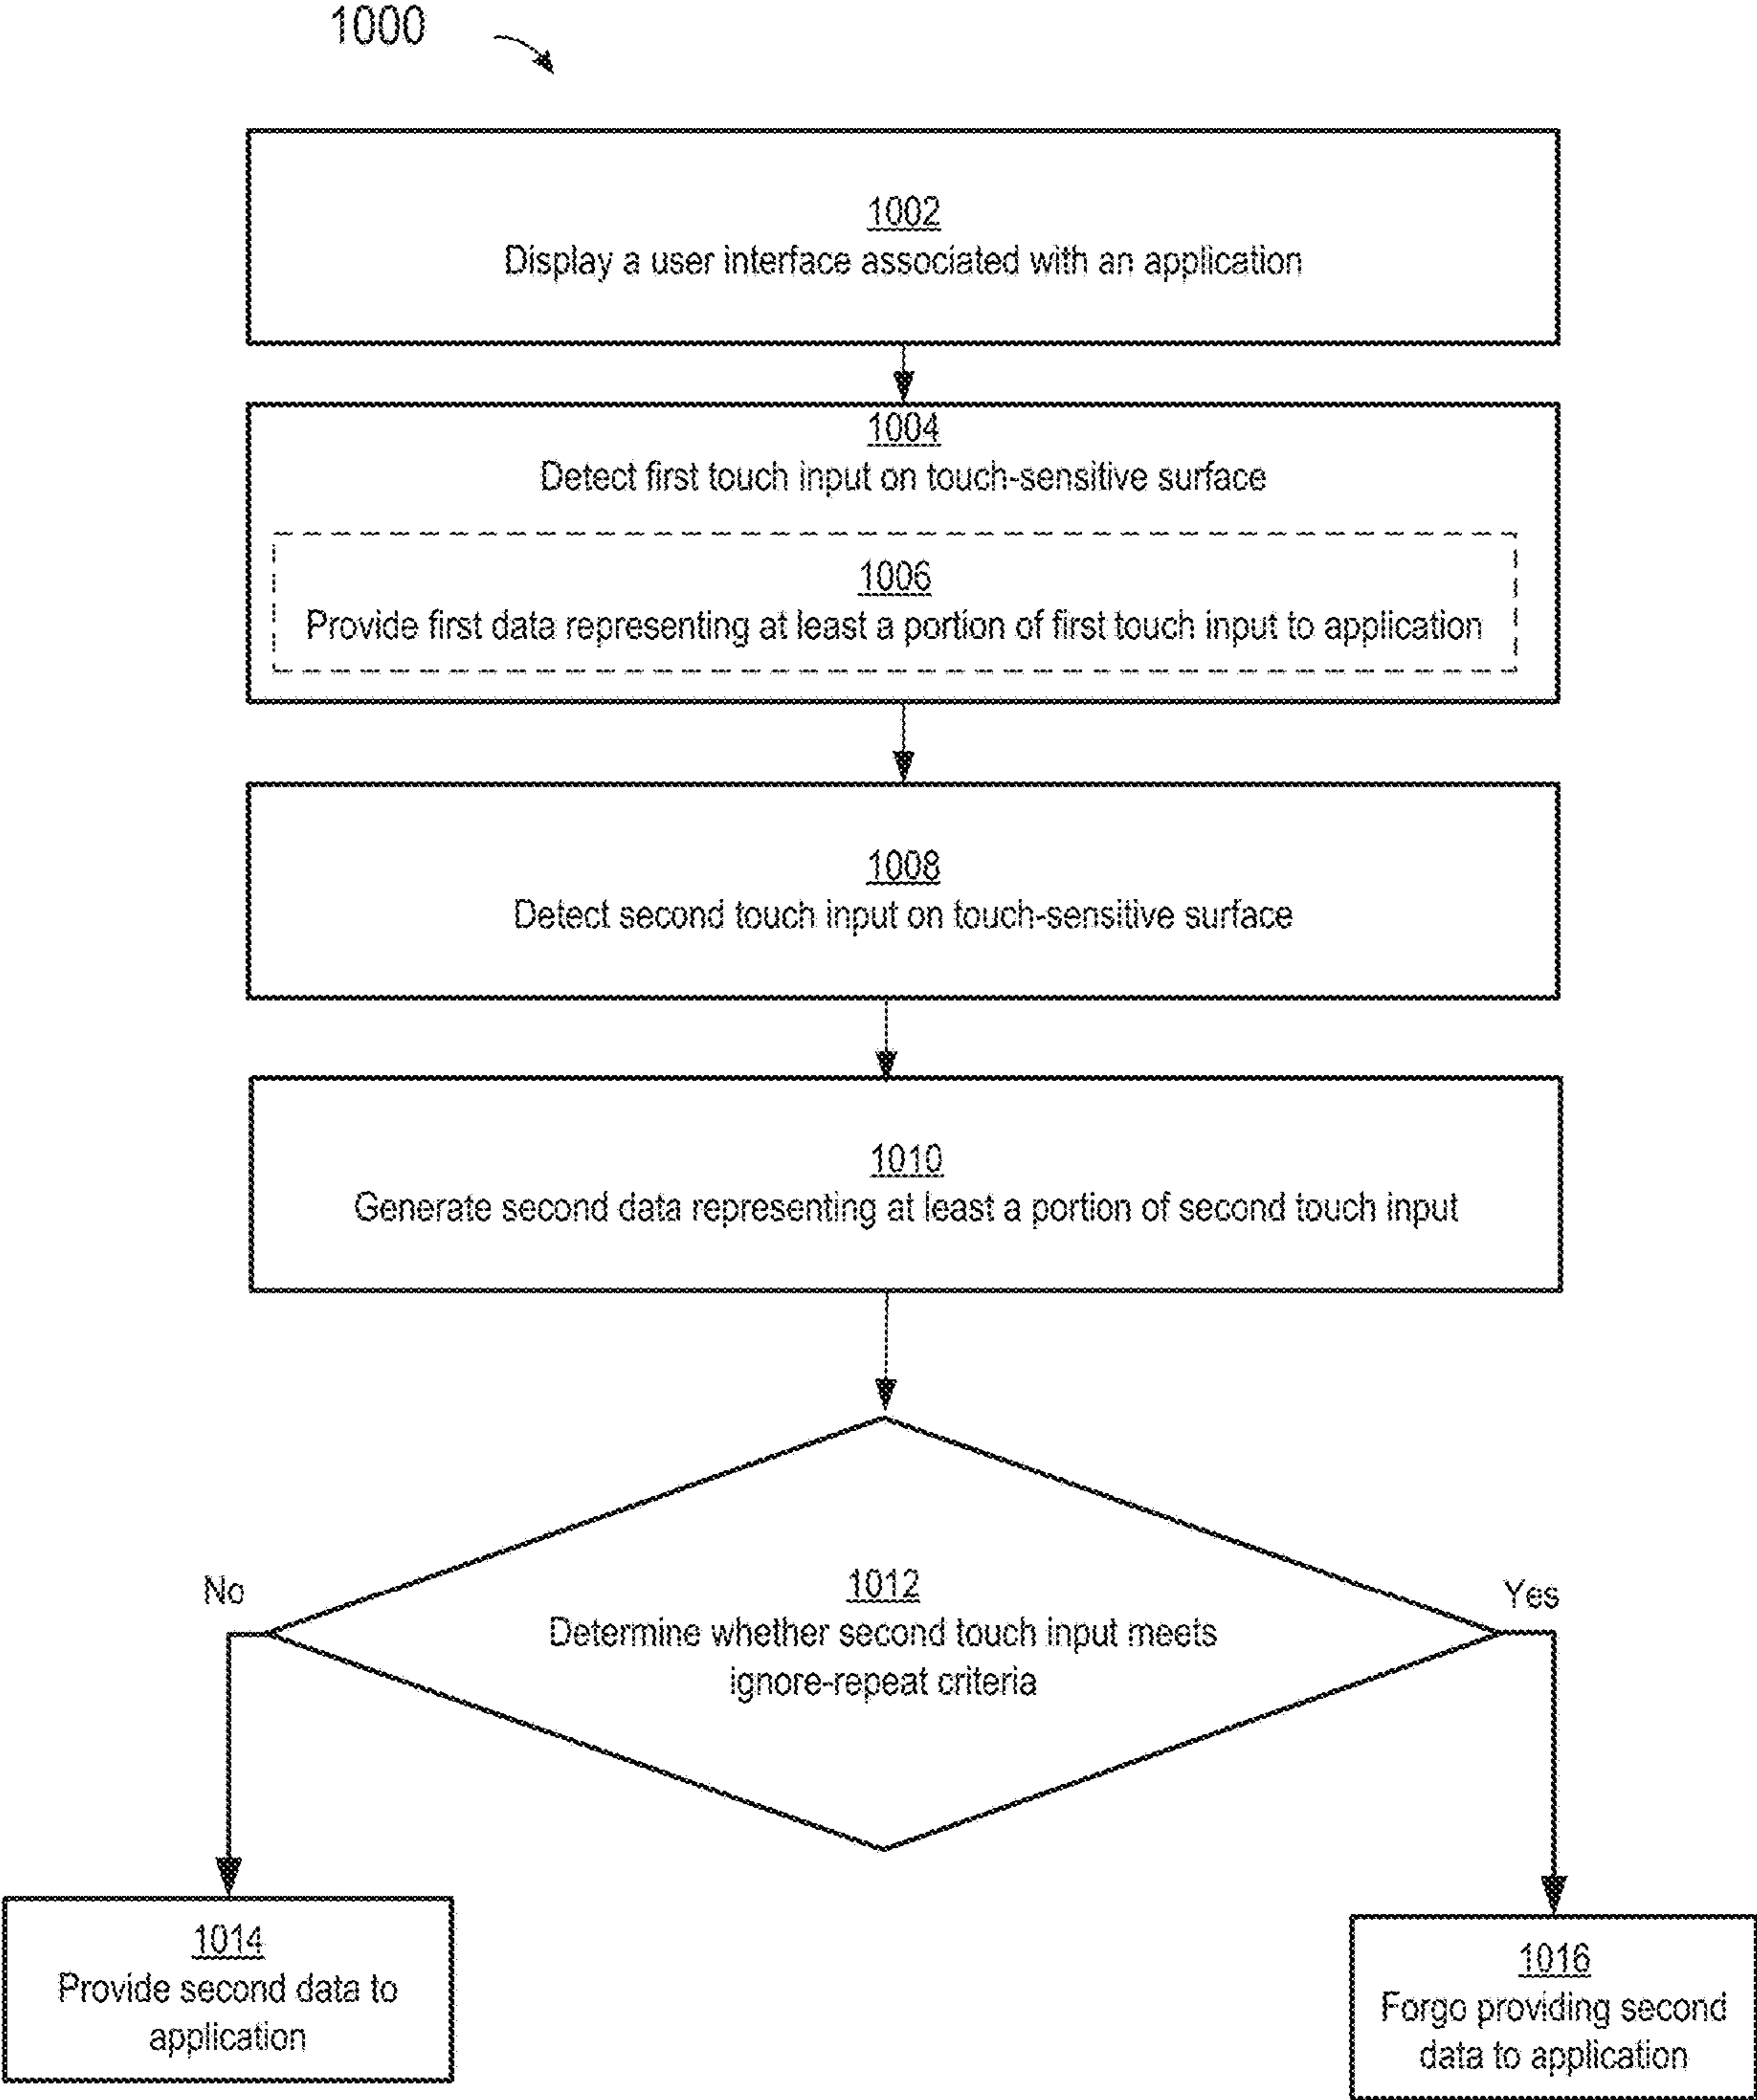 1000
1002
Display a user interface associated with an application
1004
Detect first touch input on touch-sensitive surface
1006
Provide first data representing at least a portion of first touch input to application
1008
Detect second touch input on touch-sensitive surface
1010
Generate second data representing at least a portion of second touch input
No
1012
Determine whether second touch input meets
ignore-repeat criteria
Yes
1014
Provide second data to
application
1016
Forgo providing second
data to application